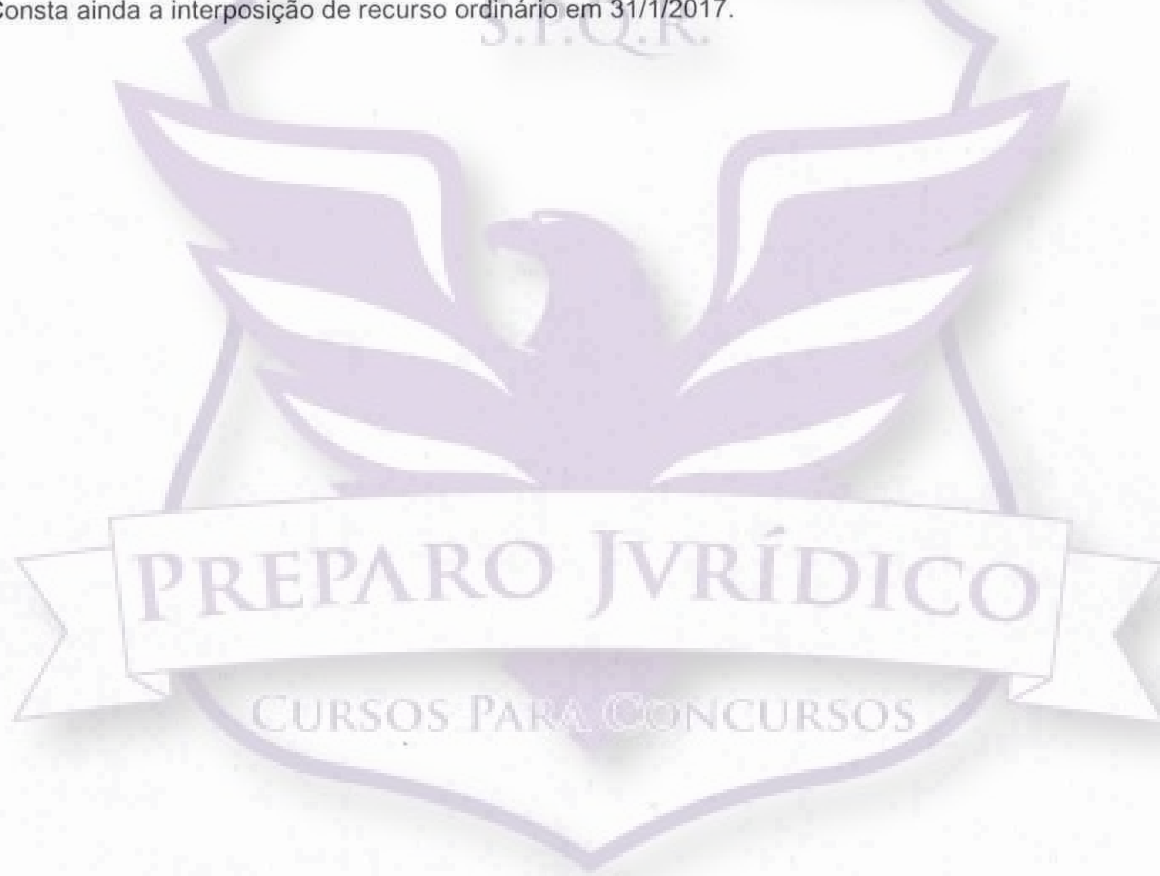 Consta ainda a interposição de recurso ordinário em 31/1/2017.
S.P.Q.R.
PREPARO JVRÍDICO
CURSOS PARA CONCURSOS